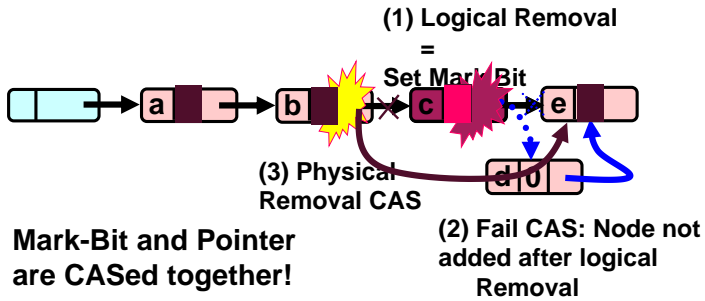 (1) Logical Removal
=
Set Mark Bit
a
b
c
e
d 0
(3) Physical
Removal CAS
(2) Fail CAS: Node not
added after logical
Removal
Mark-Bit and Pointer
are CASed together!